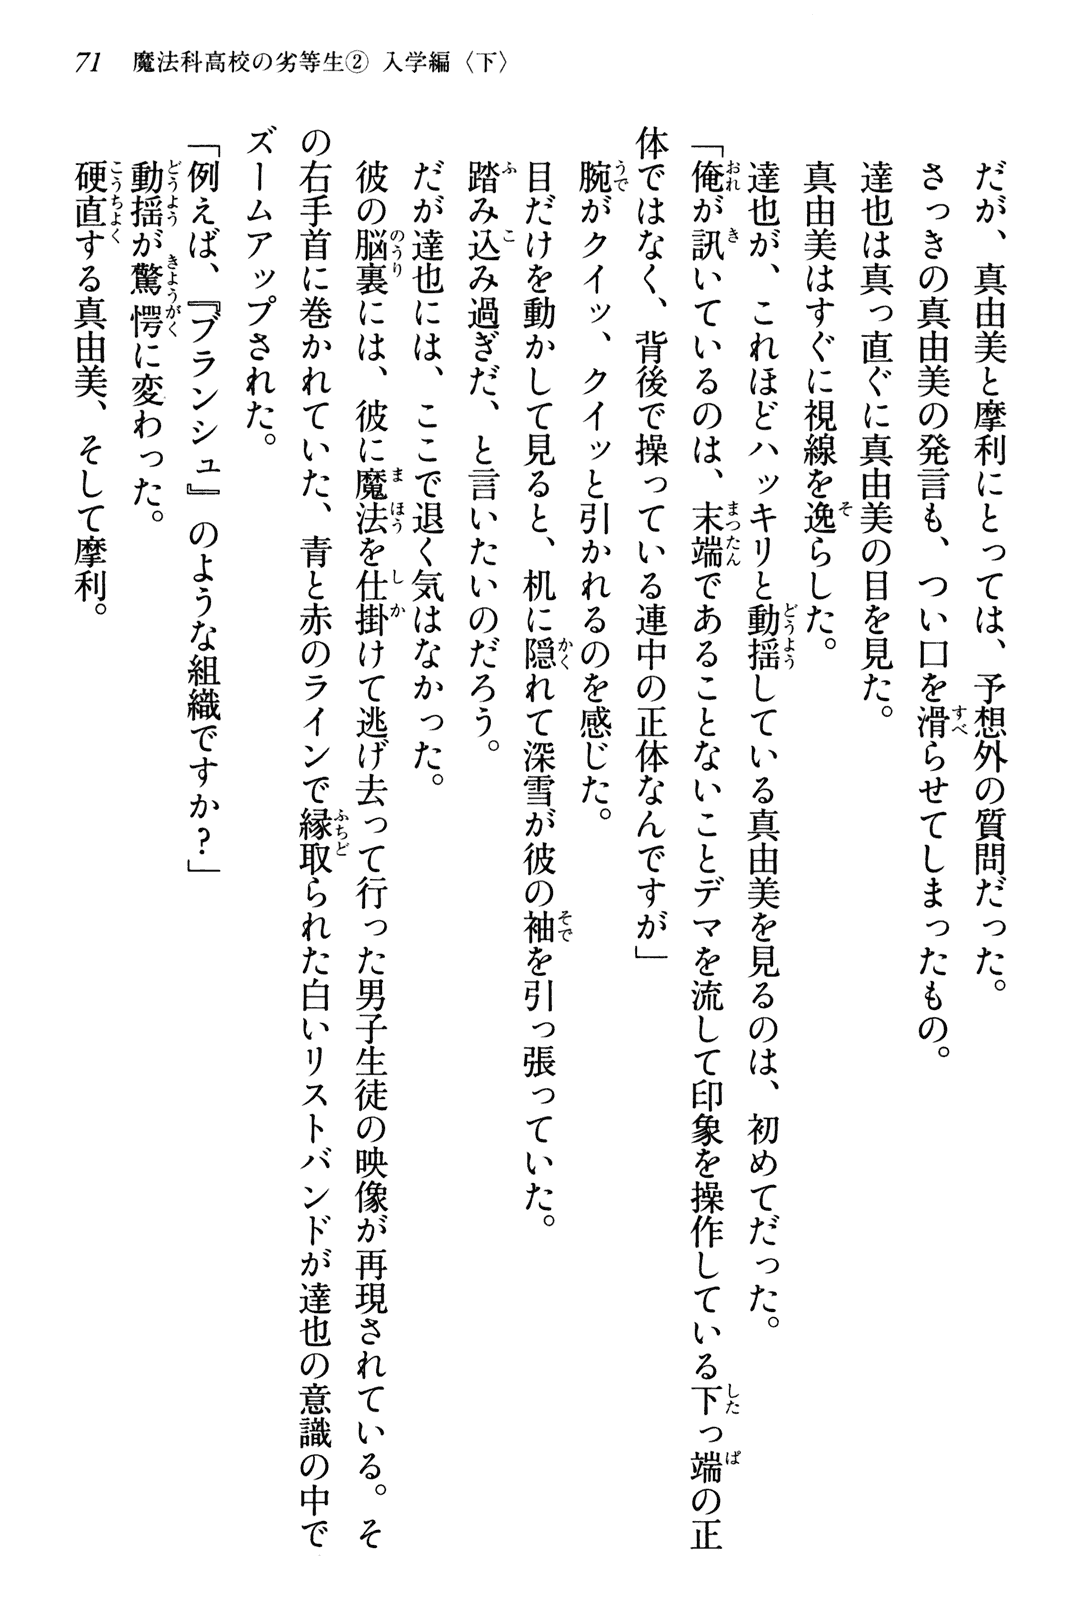 71　魔法科高校の劣等生② 入学編〈下〉
だが、真由美と摩利にとっては、予想外の質問だった。
さっきの真由美の発言も、つい口を滑らせてしまったもの。
達也は真っ直ぐに真由美の目を見た。
真由美はすぐに視線を逸らした。
達也が、これほどハッキリと動揺している真由美を見るのは、初めてだった。
「俺が訊いているのは、末端であることないことデマを流して印象を操作している下っ端の正
体ではなく、背後で操っている連中の正体なんですが」
腕がクイッ、クイッと引かれるのを感じた。
目だけを動かして見ると、机に隠れて深雪が彼の袖を引っ張っていた。
踏み込み過ぎだ、と言いたいのだろう。
だが達也には、ここで退く気はなかった。
彼の脳裏には、彼に魔法を仕掛けて逃げ去って行った男子生徒の映像が再現されている。そ
の右手首に巻かれていた、青と赤のラインで縁取られた白いリストバンドが達也の意識の中で
ズームアップされた。
「例えば、『ブランシュ』のような組織ですか？」
動揺が驚愕に変わった。
硬直する真由美、そして摩利。